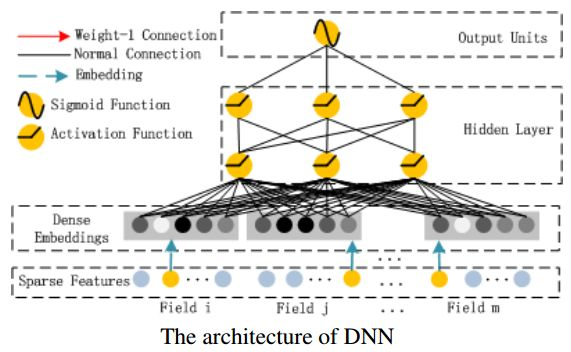 Weight-1 Connection
Normal Connection
Embedding
Sigmoid Function
Activation Function
Output Units
Hidden Layer
Dense
Embeddings
...
Sparse Features
...
...
...
...
Field i
Field j
...
Field m
The architecture of DNN